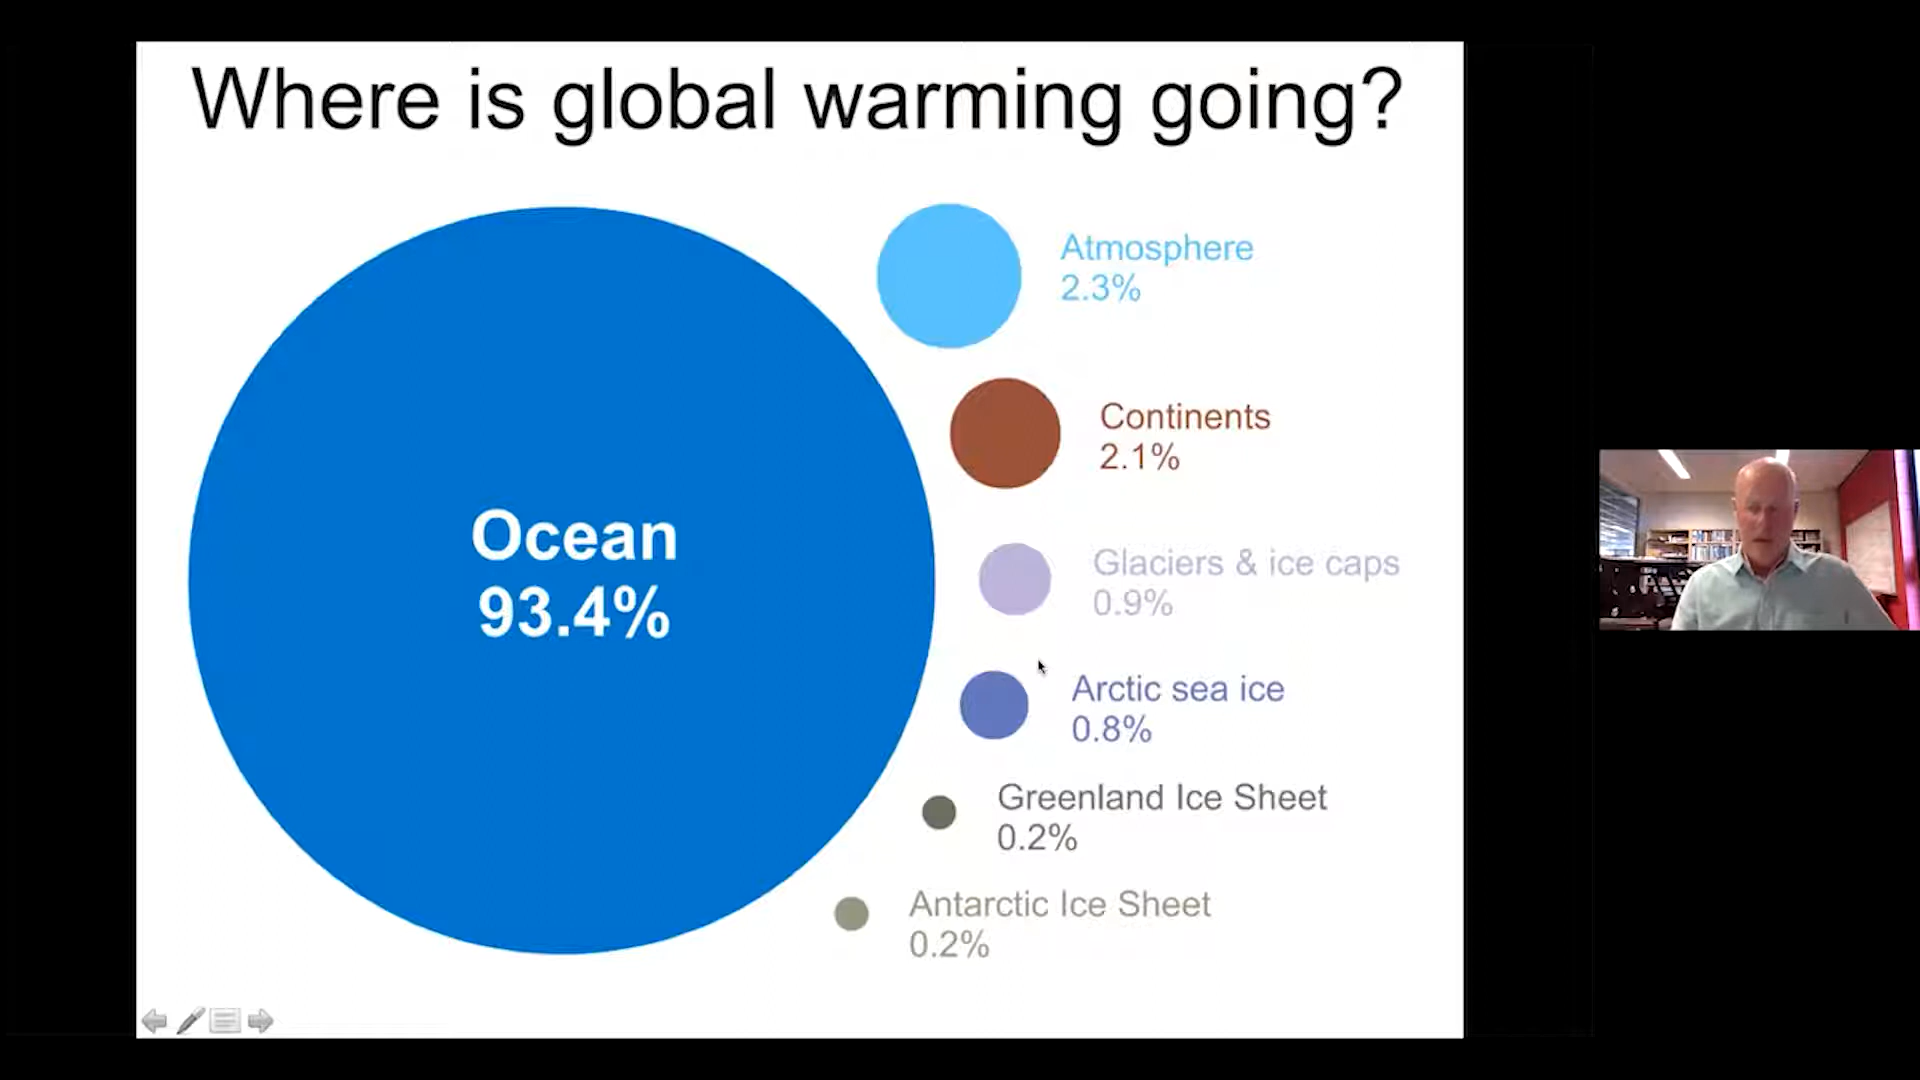 Where is global warming going?
Ocean
93.4%
Atmosphere
2.3%
Continents
2.1%
Glaciers & ice caps
0.9%
Arctic sea ice
0.8%
Greenland Ice Sheet
0.2%
Antarctic Ice Sheet
0.2%